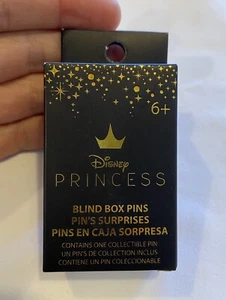 6+
Disney
PRINCESS
BLIND BOX PINS
PIN'S SURPRISES
PINS EN CAJA SORPRESA
CONTAINS ONE COLLECTIBLE PIN
UN PIN'S DE COLLECTION INCLUS
CONTIENE UN PIN COLECCIONABLE